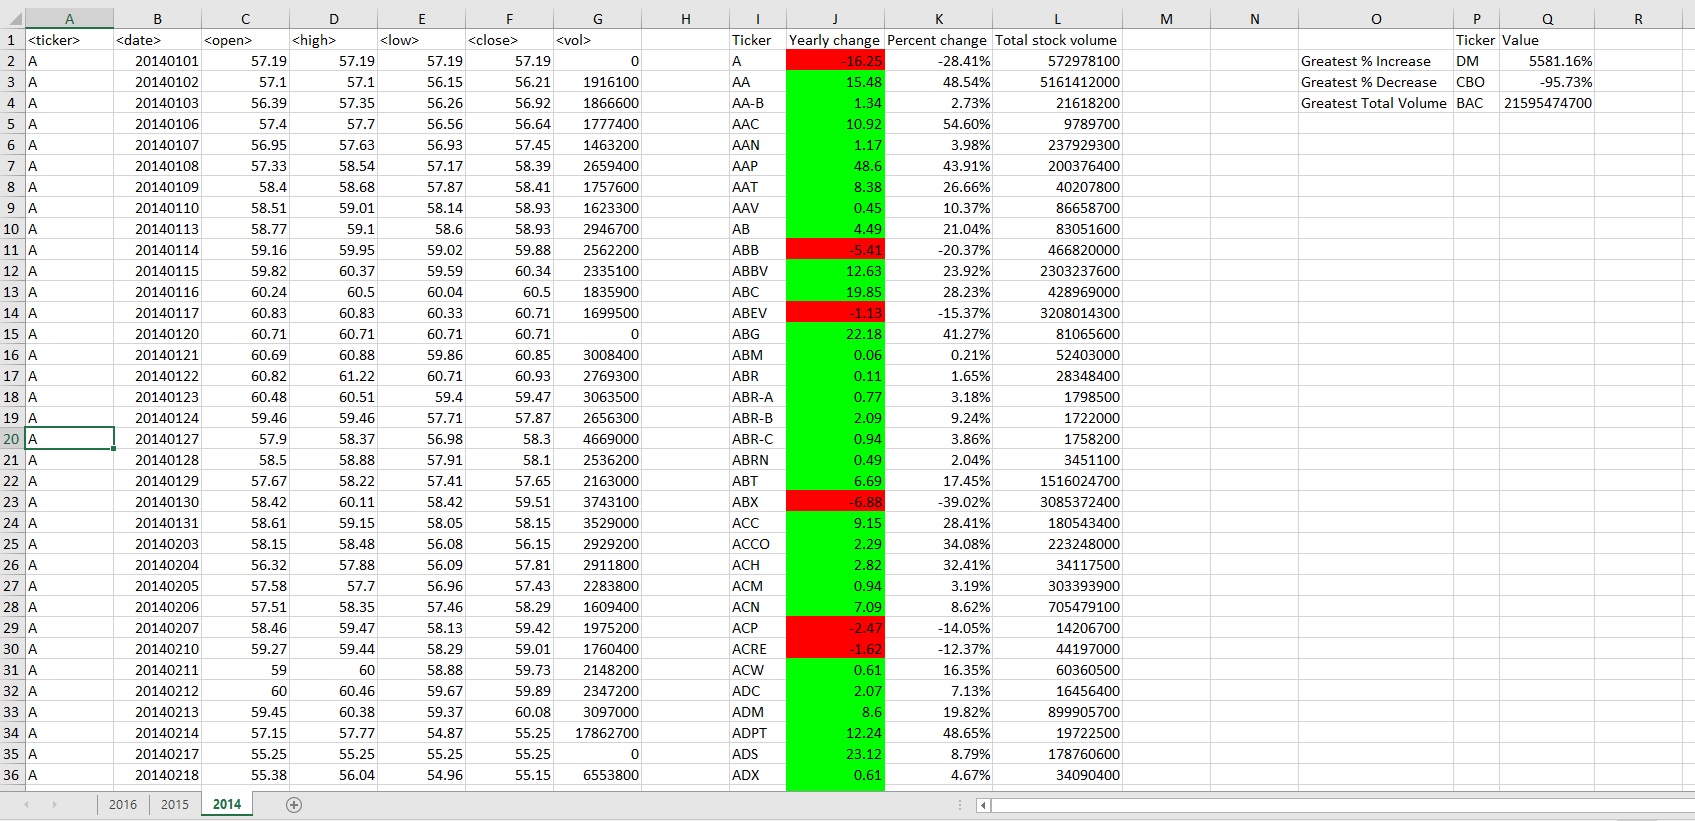 A B C D E F G H I J K L M N O P Q R
1 <ticker> <date> <open> <high> <low> <close> <vol> Ticker Yearly change Percent change Total stock volume Ticker Value
2 A 20140101 57.19 57.19 57.19 57.19 0 A -16.25 -28.41% 572978100 Greatest % Increase DM 5581.16%
3 A 20140102 57.1 57.1 56.15 56.21 1916100 AA 15.48 48.54% 5161412000 Greatest % Decrease CBO -95.73%
4 A 20140103 56.39 57.35 56.26 56.92 1866600 AA-B 1.34 2.73% 21618200 Greatest Total Volume BAC 21595474700
5 A 20140106 57.4 57.7 56.56 56.64 1777400 AAC 10.92 54.60% 9789700
6 A 20140107 56.95 57.63 56.93 57.45 1463200 AAN 1.17 3.98% 237929300
7 A 20140108 57.33 58.54 57.17 58.39 2659400 AAP 48.6 43.91% 200376400
8 A 20140109 58.4 58.68 57.87 58.41 1757600 AAT 8.38 26.66% 40207800
9 A 20140110 58.51 59.01 58.14 58.93 1623300 AAV 0.45 10.37% 86658700
10 A 20140113 58.77 59.1 58.6 58.93 2946700 AB 4.49 21.04% 83051600
11 A 20140114 59.16 59.95 59.02 59.88 2562200 ABB -5.41 -20.37% 466820000
12 A 20140115 59.82 60.37 59.59 60.34 2335100 ABBV 12.63 23.92% 2303237600
13 A 20140116 60.24 60.5 60.04 60.5 1835900 ABC 19.85 28.23% 428969000
14 A 20140117 60.83 60.83 60.33 60.71 1699500 ABEV -1.13 -15.37% 3208014300
15 A 20140120 60.71 60.71 60.71 60.71 0 ABG 22.18 41.27% 81065600
16 A 20140121 60.69 60.88 59.86 60.85 3008400 ABM 0.06 0.21% 52403000
17 A 20140122 60.82 61.22 60.71 60.93 2769300 ABR 0.11 1.65% 28348400
18 A 20140123 60.48 60.51 59.4 59.47 3063500 ABR-A 0.77 3.18% 1798500
19 A 20140124 59.46 59.46 57.71 57.87 2656300 ABR-B 2.09 9.24% 1722000
20 A 20140127 57.9 58.37 56.98 58.3 4669000 ABR-C 0.94 3.86% 1758200
21 A 20140128 58.5 58.88 57.91 58.1 2536200 ABRN 0.49 2.04% 3451100
22 A 20140129 57.67 58.22 57.41 57.65 2163000 ABT 6.69 17.45% 1516024700
23 A 20140130 58.42 60.11 58.42 59.51 3743100 ABX -6.88 -39.02% 3085372400
24 A 20140131 58.61 59.15 58.05 58.15 3529000 ACC 9.15 28.41% 180543400
25 A 20140203 58.15 58.48 56.08 56.15 2929200 ACCO 2.29 34.08% 223248000
26 A 20140204 56.32 57.88 56.09 57.81 2911800 ACH 2.82 32.41% 34117500
27 A 20140205 57.58 57.7 56.96 57.43 2283800 ACM 0.94 3.19% 303393900
28 A 20140206 57.51 58.35 57.46 58.29 1609400 ACN 7.09 8.62% 705479100
29 A 20140207 58.46 59.47 58.13 59.42 1975200 ACP -2.47 -14.05% 14206700
30 A 20140210 59.27 59.44 58.29 59.01 1760400 ACRE -1.62 -12.37% 44197000
31 A 20140211 59 60 58.88 59.73 2148200 ACW 0.61 16.35% 60360500
32 A 20140212 60 60.46 59.67 59.89 2347200 ADC 2.07 7.13% 16456400
33 A 20140213 59.45 60.38 59.37 60.08 3097000 ADM 8.6 19.82% 899905700
34 A 20140214 57.15 57.77 54.87 55.25 17862700 ADPT 12.24 48.65% 19722500
35 A 20140217 55.25 55.25 55.25 55.25 0 ADS 23.12 8.79% 178760600
36 A 20140218 55.38 56.04 54.96 55.15 6553800 ADX 0.61 4.67% 34090400
2016 2015 2014